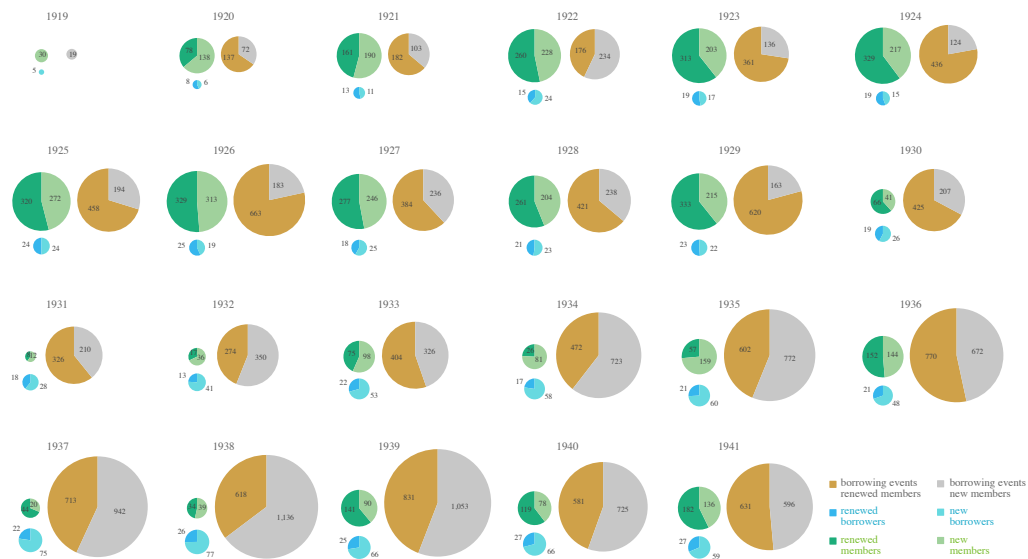 1919 1920 1921 1922 1923 1924
30 19 78 138 137 72 161 190 182 103 260 228 176 234 313 203 361 136 329 217 436 124
5 8 6 13 11 15 24 19 17 19 15
1925 1926 1927 1928 1929 1930
320 272 458 194 329 313 663 183 277 246 384 236 261 204 421 238 333 215 620 163 66 41 425 207
24 24 25 19 18 25 21 23 23 22 19 26
1931 1932 1933 1934 1935 1936
326 210 36 274 350 75 98 404 326 81 472 723 57 159 602 772 152 144 770 672
18 28 13 41 22 53 17 58 21 60 21 48
1937 1938 1939 1940 1941
44 20 713 942 39 618 1,136 141 90 831 1,053 119 78 581 725 182 136 631 596
22 75 26 77 25 66 27 66 27 59
borrowing events borrowing events
renewed members new members
renewed new
borrowers borrowers
renewed new
members members